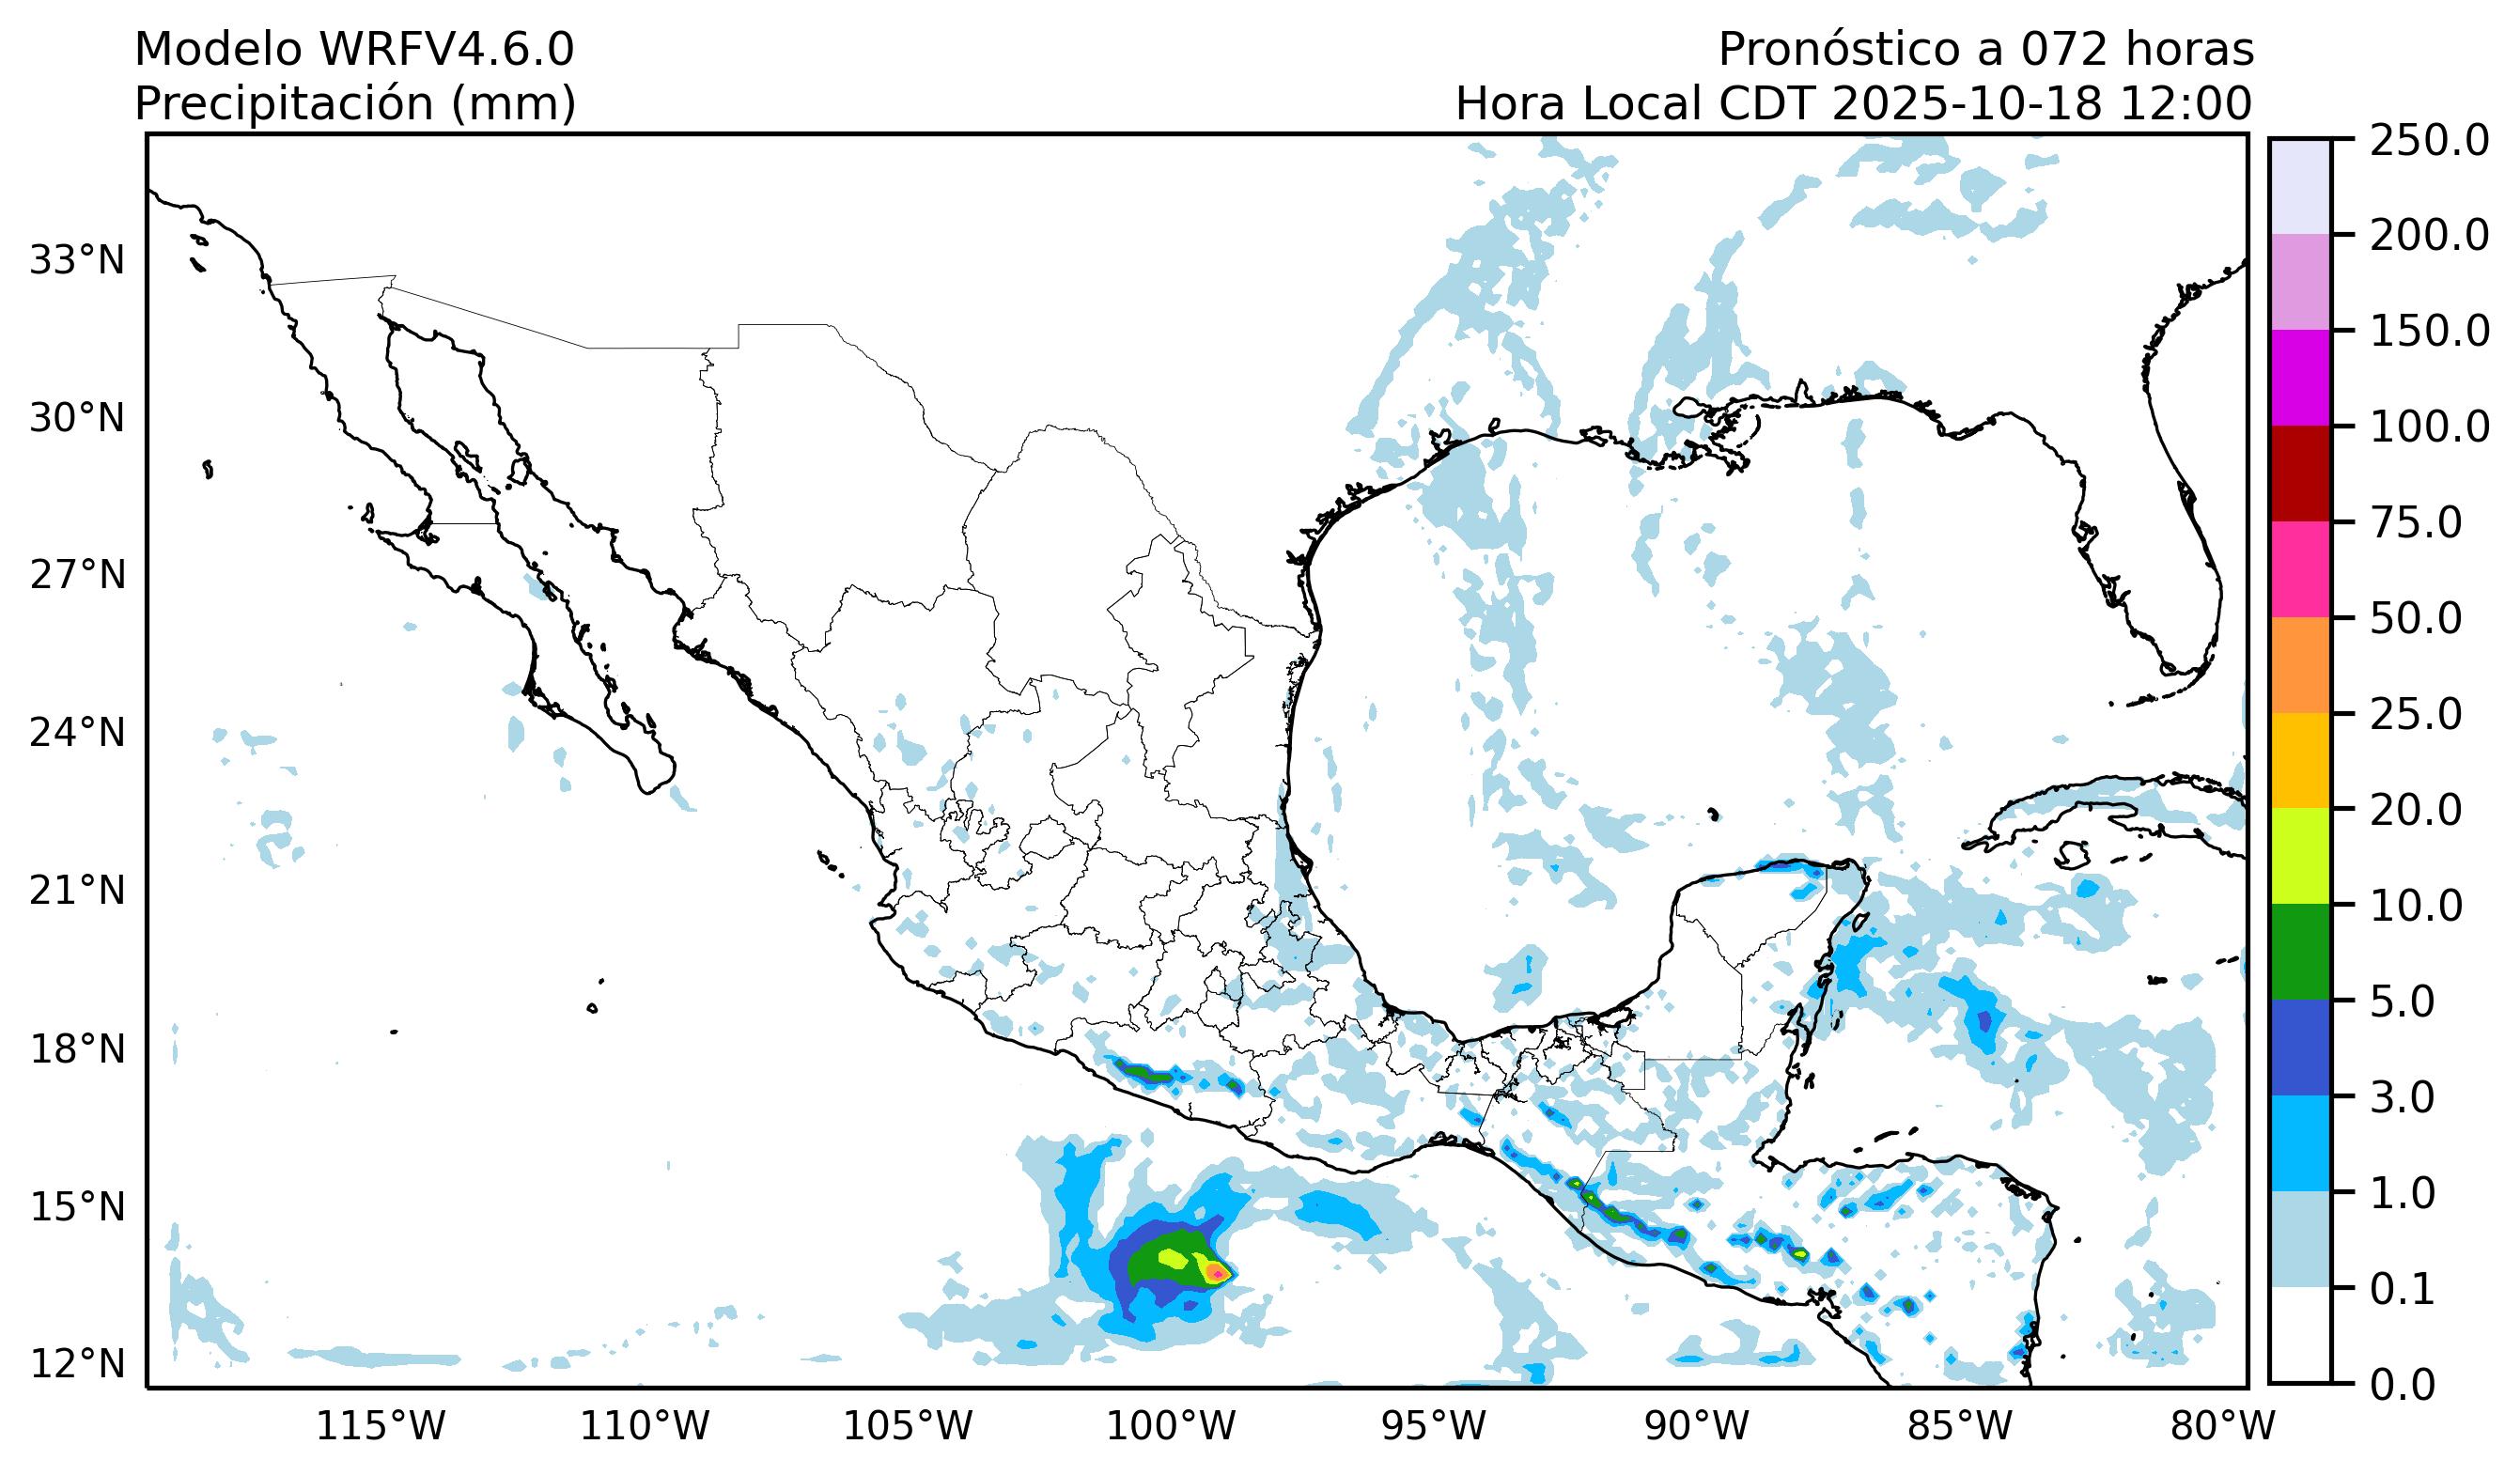 Modelo WRFV4.6.0
Precipitación (mm)
Pronóstico a 072 horas
Hora Local CDT 2025-10-18 12:00
33°N
30°N
27°N
24°N
21°N
18°N
15°N
12°N
115°W
110°W
105°W
100°W
95°W
90°W
85°W
80°W
250.0
200.0
150.0
100.0
75.0
50.0
25.0
20.0
10.0
5.0
3.0
1.0
0.1
0.0